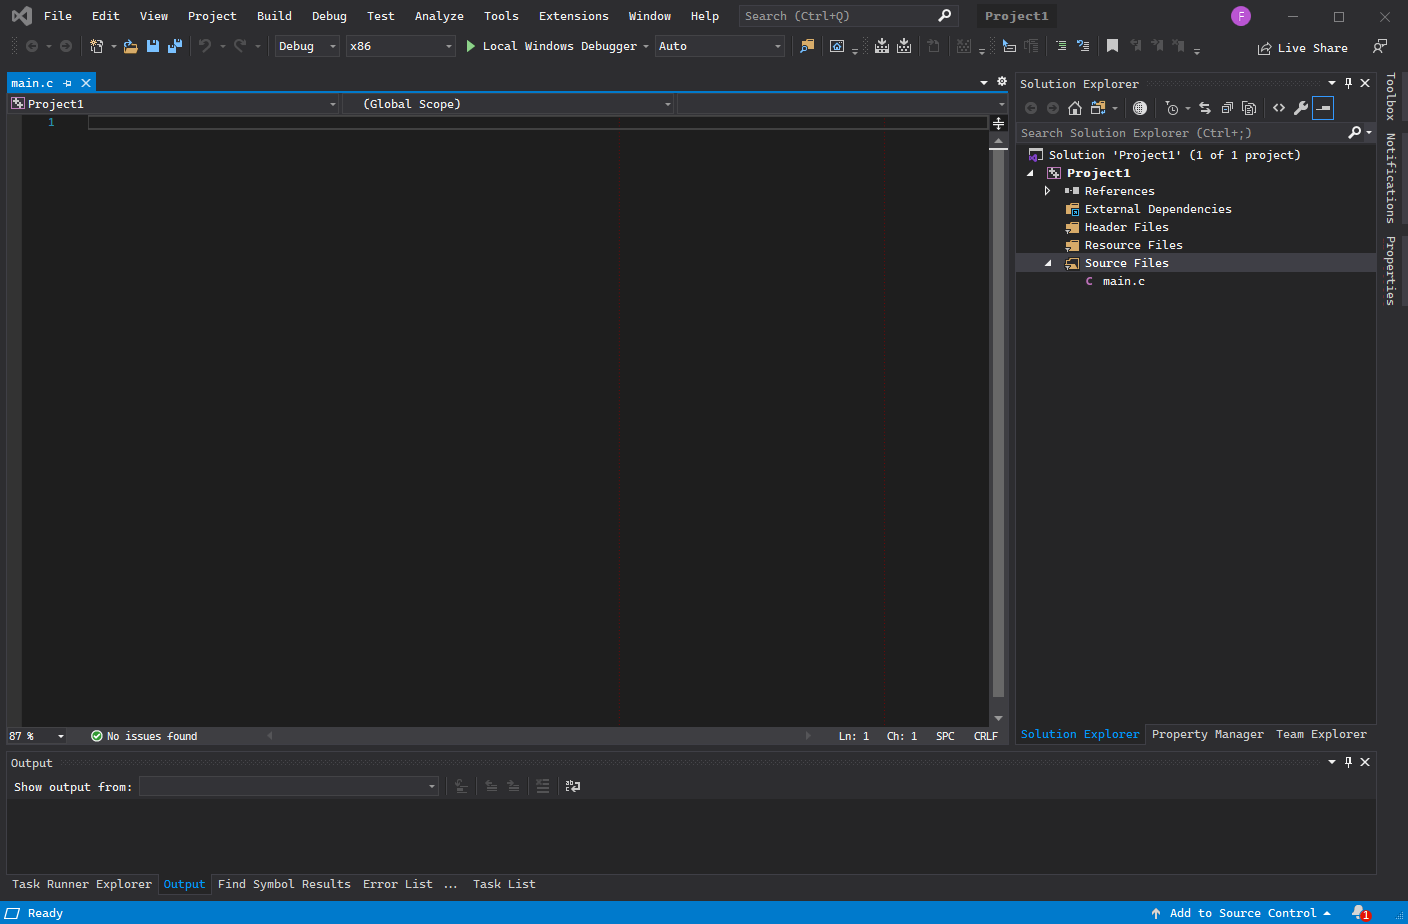 File Edit View Project Build Debug Test Analyze Tools Extensions Window Help Search (Ctrl+Q) Project1 F
Debug x86 Local Windows Debugger Auto Live Share
main.c
Project1 (Global Scope)
1
87 % No issues found Ln: 1 Ch: 1 SPC CRLF
Solution Explorer
Search Solution Explorer (Ctrl+;)
Solution 'Project1' (1 of 1 project)
Project1
References
External Dependencies
Header Files
Resource Files
Source Files
C main.c
Solution Explorer Property Manager Team Explorer
Toolbox
Notifications
Properties
Output
Show output from:
Task Runner Explorer Output Find Symbol Results Error List ... Task List
Ready Add to Source Control 1